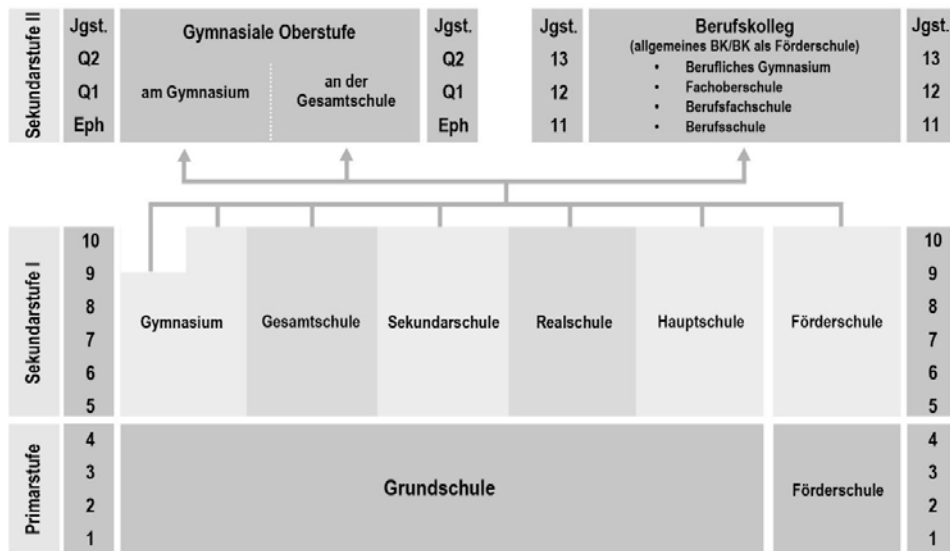 Sekundarstufe II
Jgst.
Q2
Q1
Eph
Gymnasiale Oberstufe
am Gymnasium
an der
Gesamtschule
Jgst.
Q2
Q1
Eph
Jgst.
13
12
11
Berufskolleg
(allgemeines BK/BK als Förderschule)
• Berufliches Gymnasium
• Fachoberschule
• Berufsfachschule
• Berufsschule
Jgst.
13
12
11
Sekundarstufe I
10
9
8
7
6
5
Gymnasium
Gesamtschule
Sekundarschule
Realschule
Hauptschule
Förderschule
10
9
8
7
6
5
Primarstufe
4
3
2
1
Grundschule
Förderschule
4
3
2
1